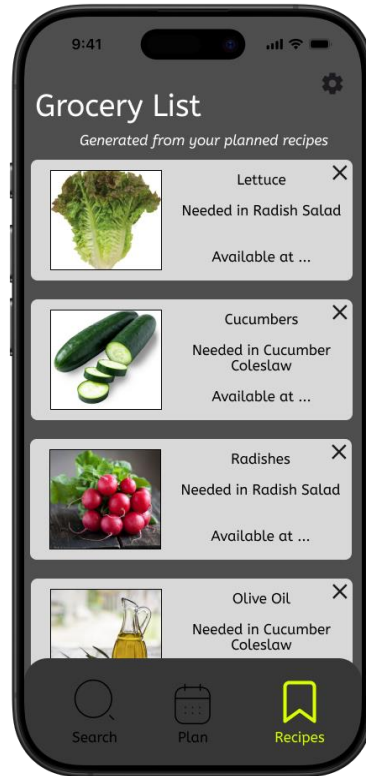 9:41
Grocery List
Generated from your planned recipes
Lettuce
Needed in Radish Salad
Available at ...
Cucumbers
Needed in Cucumber
Coleslaw
Available at ...
Radishes
Needed in Radish Salad
Available at ...
Olive Oil
Needed in Cucumber
Coleslaw
Search
Plan
Recipes